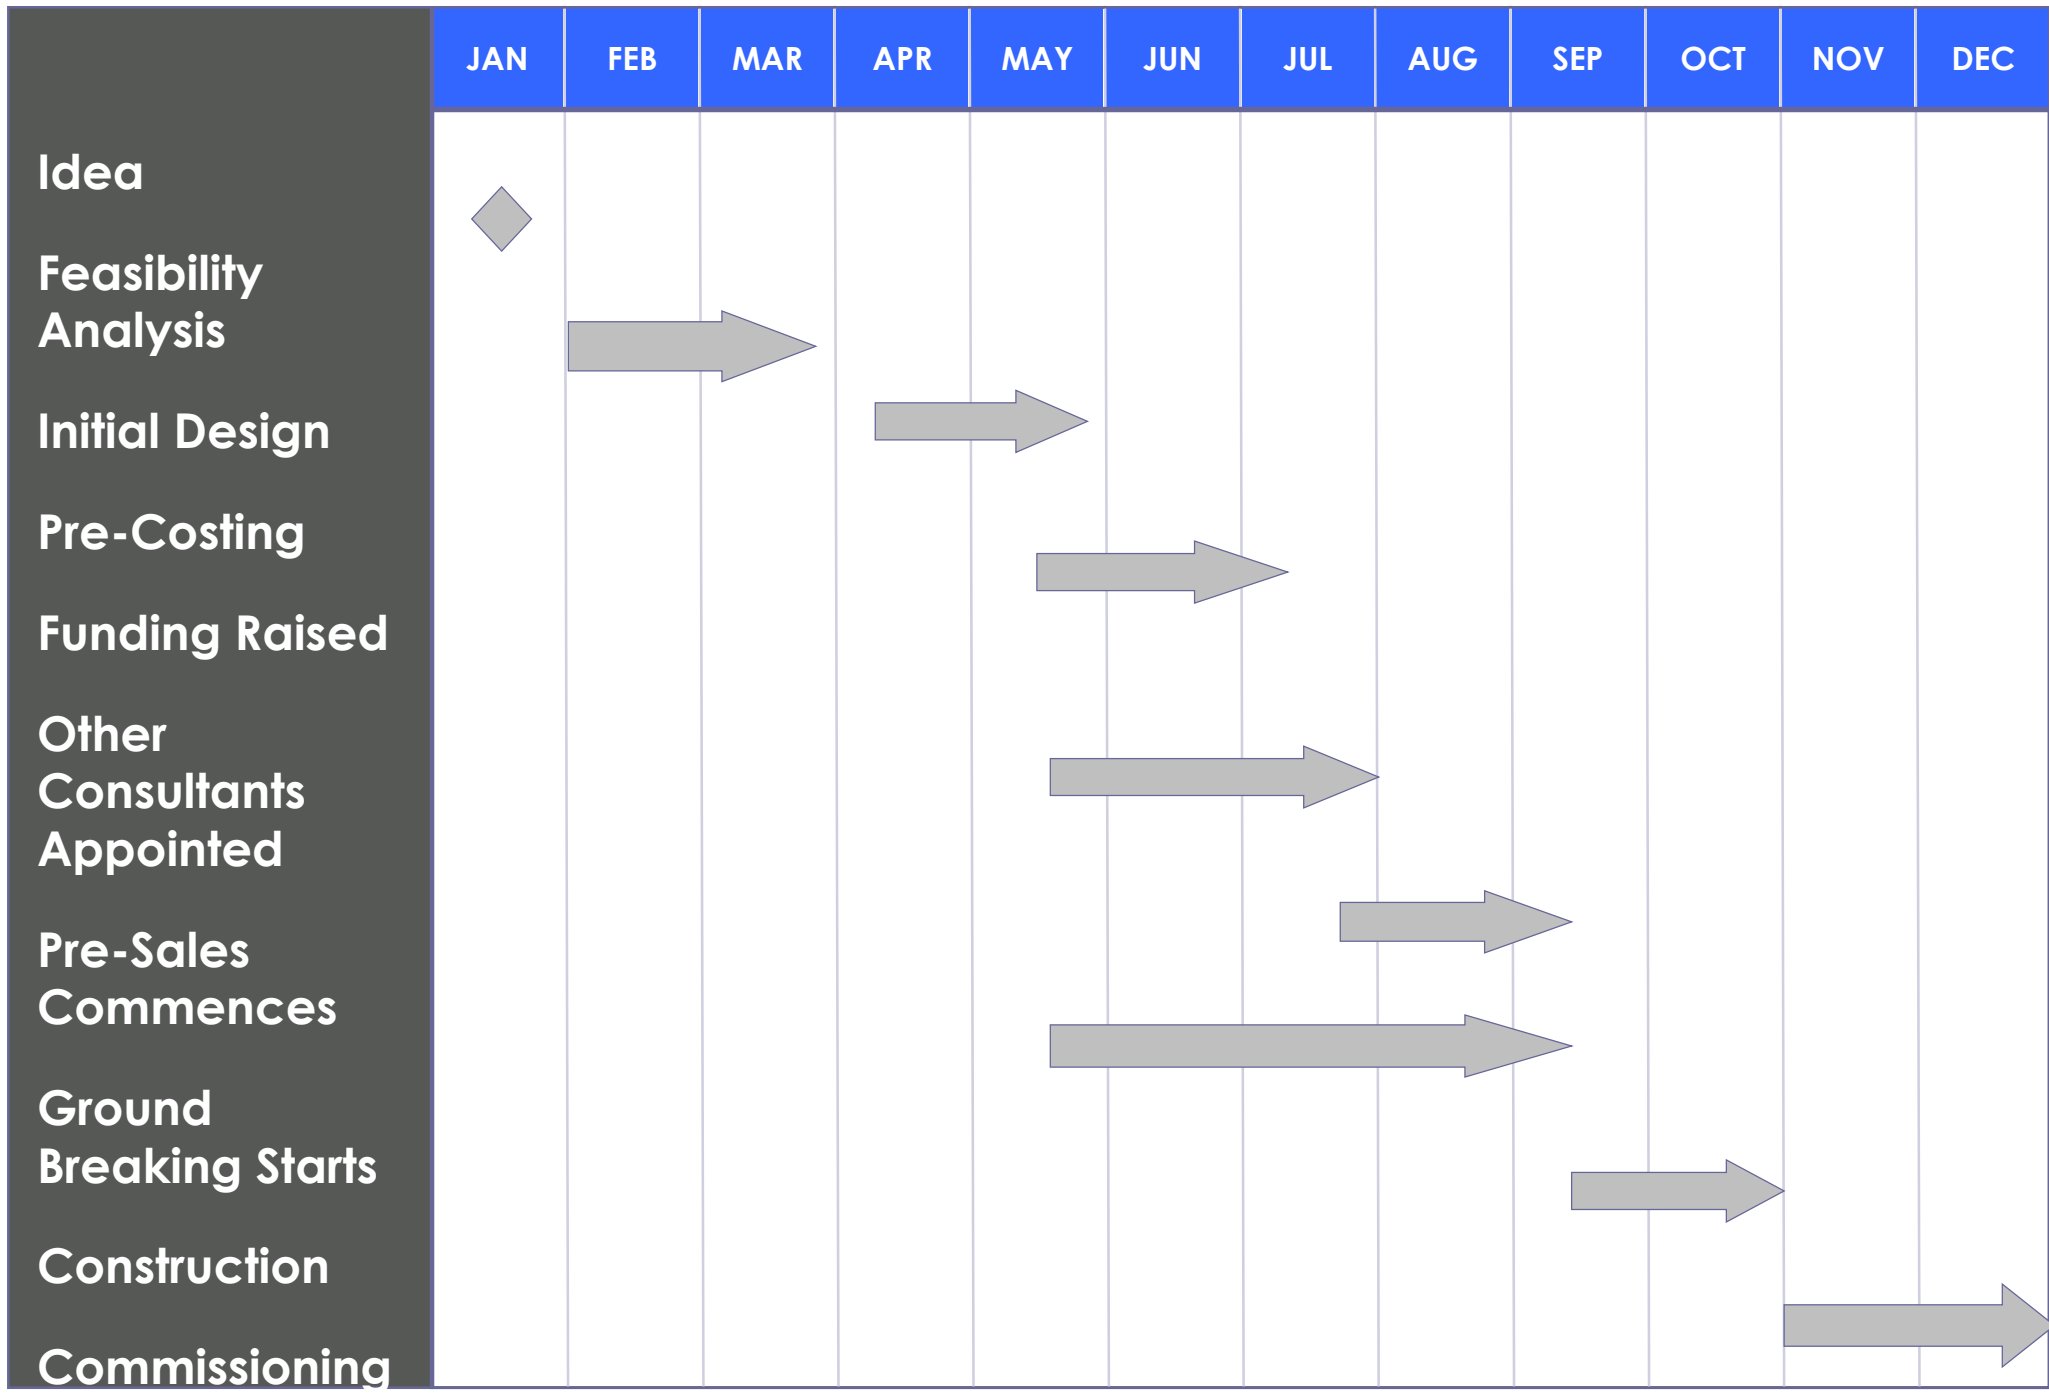 JAN FEB MAR APR MAY JUN JUL AUG SEP OCT NOV DEC
Idea
Feasibility
Analysis
Initial Design
Pre-Costing
Funding Raised
Other
Consultants
Appointed
Pre-Sales
Commences
Ground
Breaking Starts
Construction
Commissioning